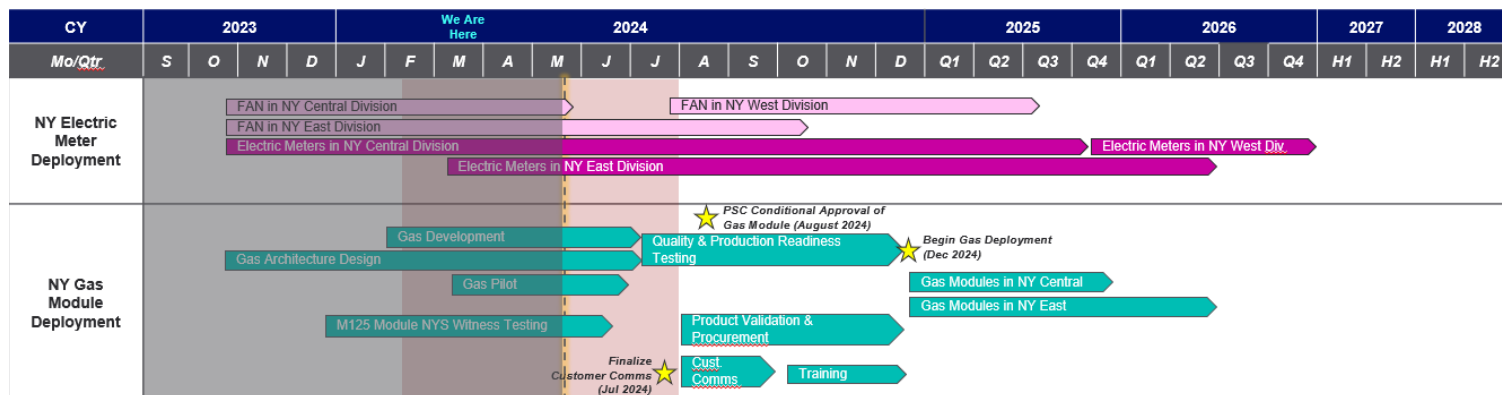 CY 2023 We Are 2024 2025 2026 2027 2028
Here
Mo/Qtr S O N D J F M A M J J A S O N D Q1 Q2 Q3 Q4 Q1 Q2 Q3 Q4 H1 H2 H1 H2
NY Electric
Meter
Deployment
FAN in NY Central Division
FAN in NY West Division
FAN in NY East Division
Electric Meters in NY Central Division
Electric Meters in NY West Div
Electric Meters in NY East Division
NY Gas
Module
Deployment
PSC Conditional Approval of
Gas Module (August 2024)
Gas Development
Quality & Production Readiness
Testing
Begin Gas Deployment
(Dec 2024)
Gas Architecture Design
Gas Pilot
Gas Modules in NY Central
Gas Modules in NY East
M125 Module NYS Witness Testing
Product Validation &
Procurement
Finalize
Customer Comms
(Jul 2024)
Cust
Comms
Training